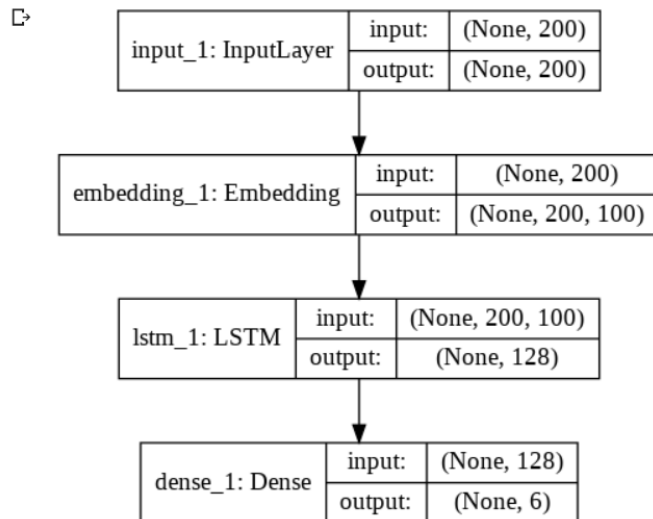 input_1: InputLayer
input: (None, 200)
output: (None, 200)
embedding_1: Embedding
input: (None, 200)
output: (None, 200, 100)
lstm_1: LSTM
input: (None, 200, 100)
output: (None, 128)
dense_1: Dense
input: (None, 128)
output: (None, 6)